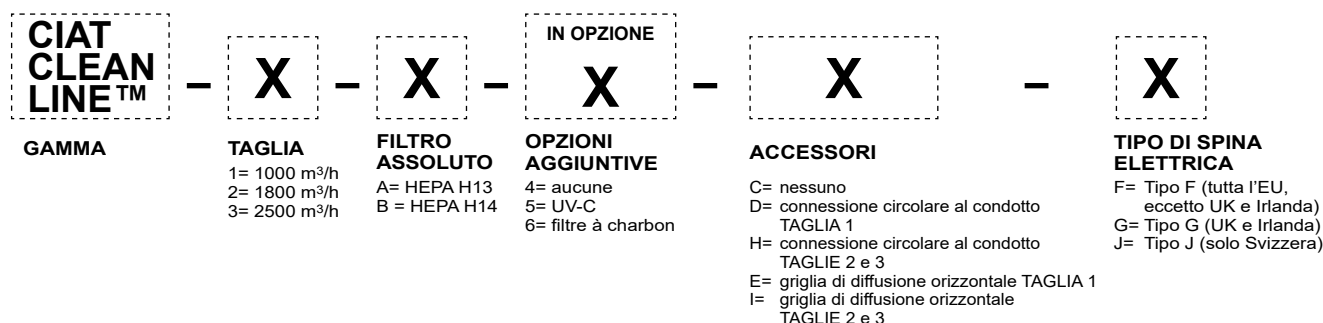 CIAT
CLEAN
LINE™
–
X
–
X
–
IN OPZIONE
X
–
X
–
X
GAMMA
TAGLIA
1= 1000 m³/h
2= 1800 m³/h
3= 2500 m³/h
FILTRO
ASSOLUTO
A= HEPA H13
B = HEPA H14
OPZIONI
AGGIUNTIVE
4= aucune
5= UV-C
6= filtre à charbon
ACCESSORI
C= nessuno
D= connessione circolare al condotto
TAGLIA 1
H= connessione circolare al condotto
TAGLIE 2 e 3
E= griglia di diffusione orizzontale TAGLIA 1
I= griglia di diffusione orizzontale
TAGLIE 2 e 3
TIPO DI SPINA
ELETTRICA
F= Tipo F (tutta l'EU,
eccetto UK e Irlanda)
G= Tipo G (UK e Irlanda)
J= Tipo J (solo Svizzera)